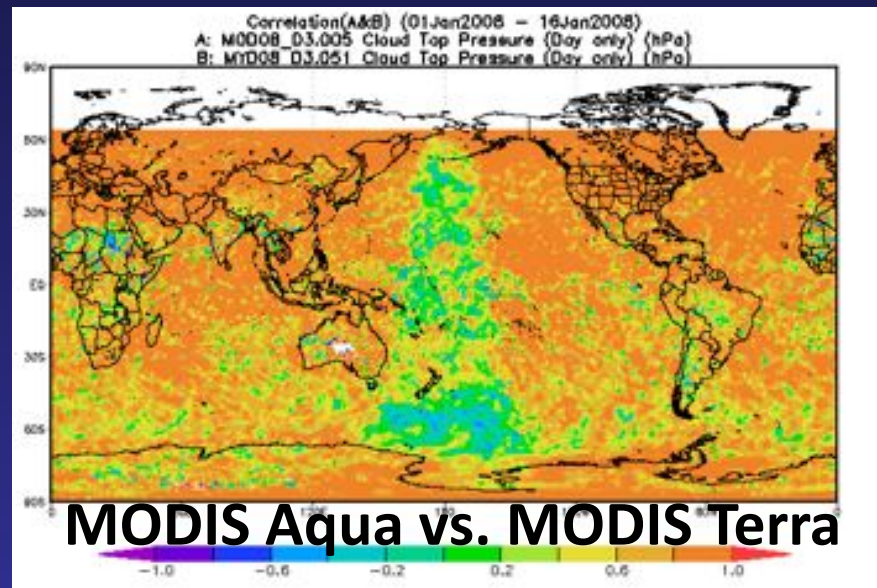 Correlation(A&B) (01Jan2008 - 16Jan2008)
A: MOD08_D3.005 Cloud Top Pressure (Day only) (hPa)
B: MYD08_D3.051 Cloud Top Pressure (Day only) (hPa)
90N
60N
30N
EQ
30S
60S
90S
MODIS Aqua vs. MODIS Terra
-1.0 -0.6 -0.2 0.2 0.6 1.0